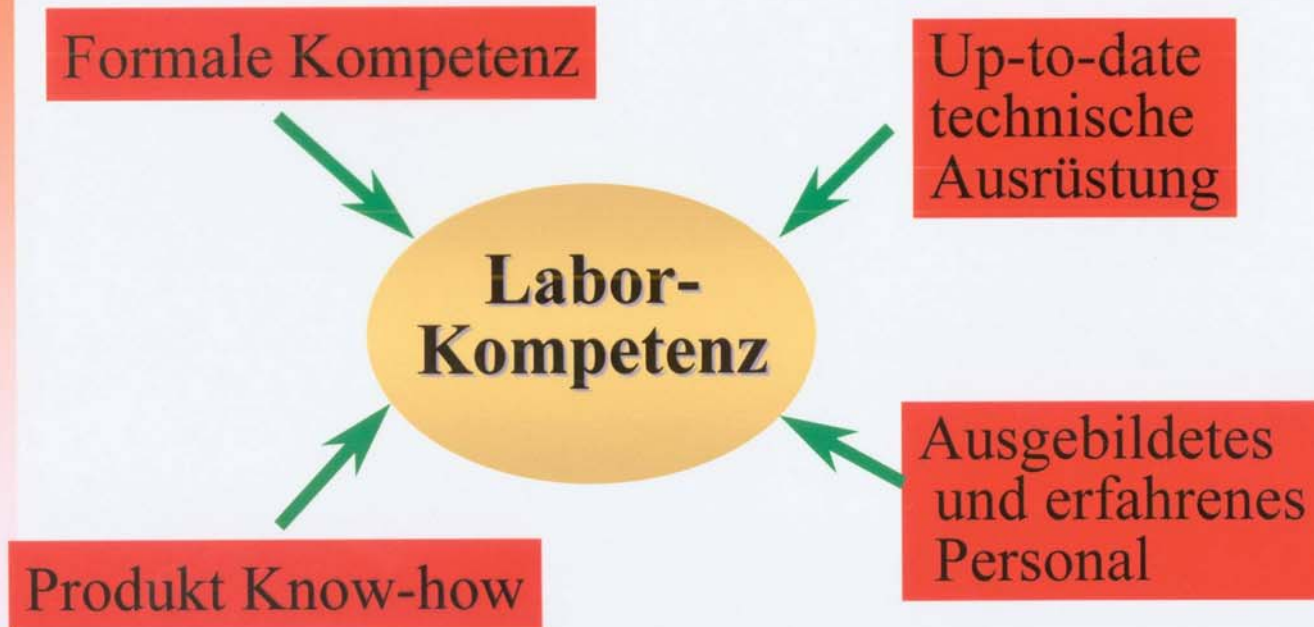 Formale Kompetenz
Up-to-date
technische
Ausrüstung
Labor-
Kompetenz
Produkt Know-how
Ausgebildetes
und erfahrenes
Personal